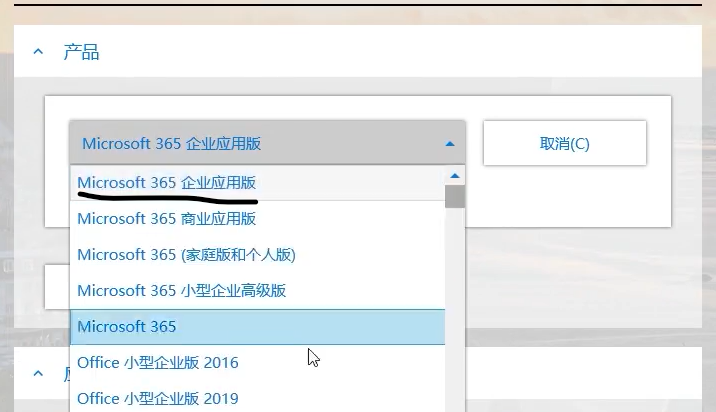 产品
Microsoft 365 企业应用版
取消(C)
Microsoft 365 企业应用版
Microsoft 365 商业应用版
Microsoft 365 (家庭版和个人版)
Microsoft 365 小型企业高级版
Microsoft 365
Office 小型企业版 2016
Office 小型企业版 2019